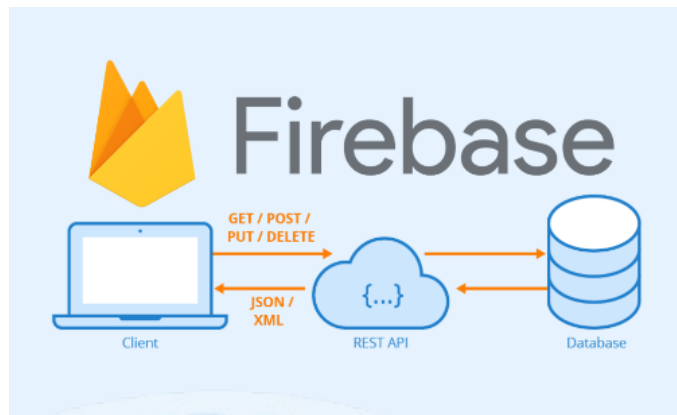 Firebase
GET / POST /
PUT / DELETE
{...}
JSON /
XML
Client
REST API
Database